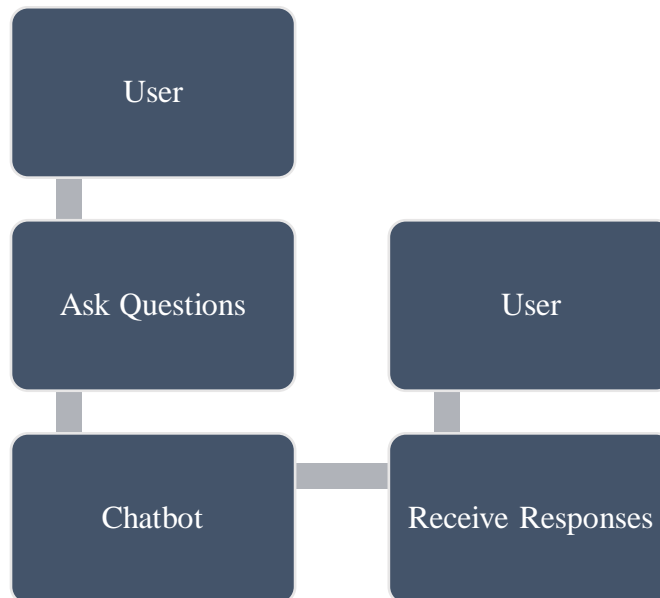 User
Ask Questions
Chatbot
Receive Responses
User